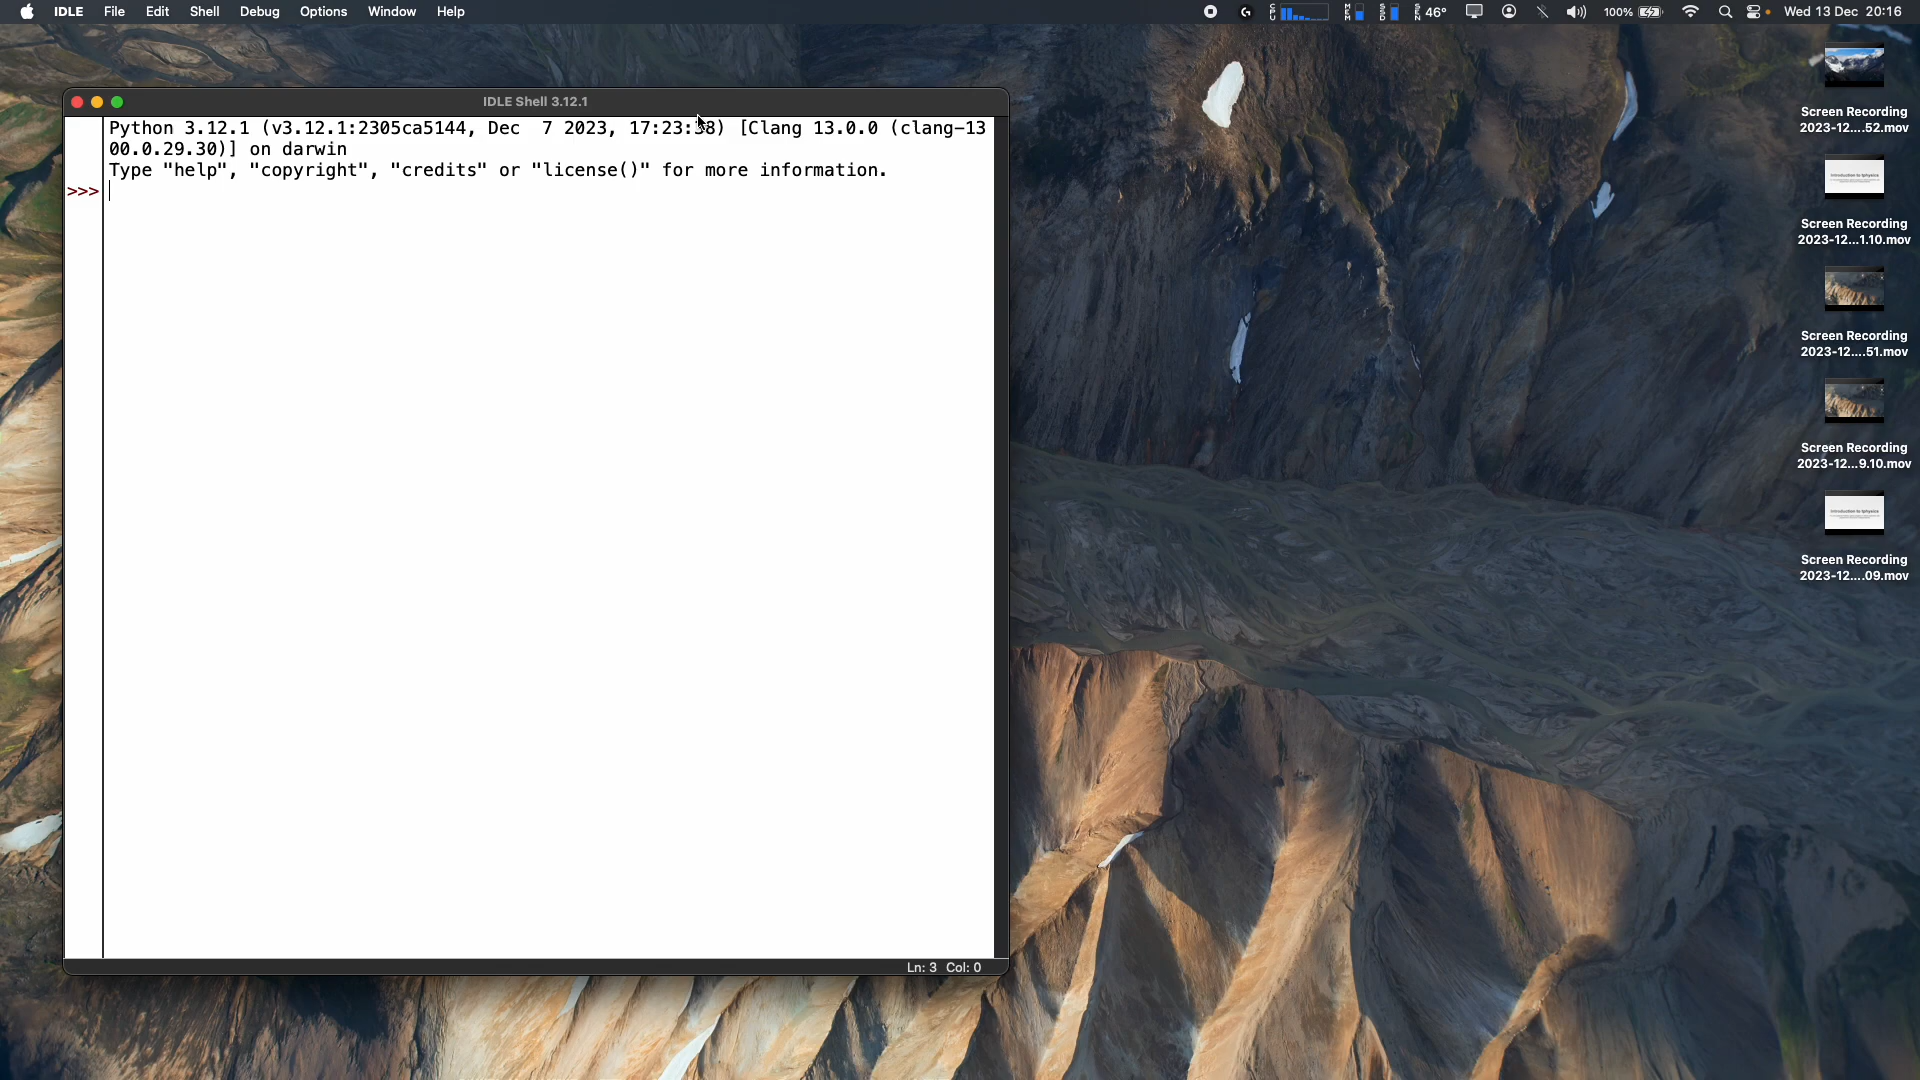 IDLE File Edit Shell Debug Options Window Help
CPU MEM SSD SEN 46° 100% Wed 13 Dec 20:16
IDLE Shell 3.12.1
Python 3.12.1 (v3.12.1:2305ca5144, Dec  7 2023, 17:23:38) [Clang 13.0.0 (clang-13
00.0.29.30)] on darwin
Type "help", "copyright", "credits" or "license()" for more information.
>>>
Ln: 3 Col: 0
Screen Recording
2023-12....52.mov
Screen Recording
2023-12...1.10.mov
Screen Recording
2023-12....51.mov
Screen Recording
2023-12...9.10.mov
Screen Recording
2023-12....09.mov